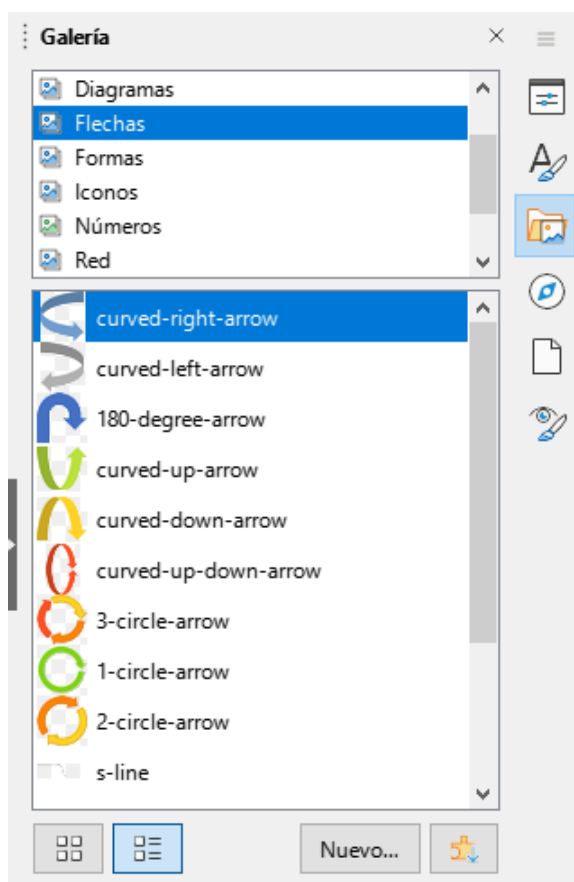 Galería
Diagramas
Flechas
Formas
Iconos
Números
Red
curved-right-arrow
curved-left-arrow
180-degree-arrow
curved-up-arrow
curved-down-arrow
curved-up-down-arrow
3-circle-arrow
1-circle-arrow
2-circle-arrow
s-line
Nuevo...